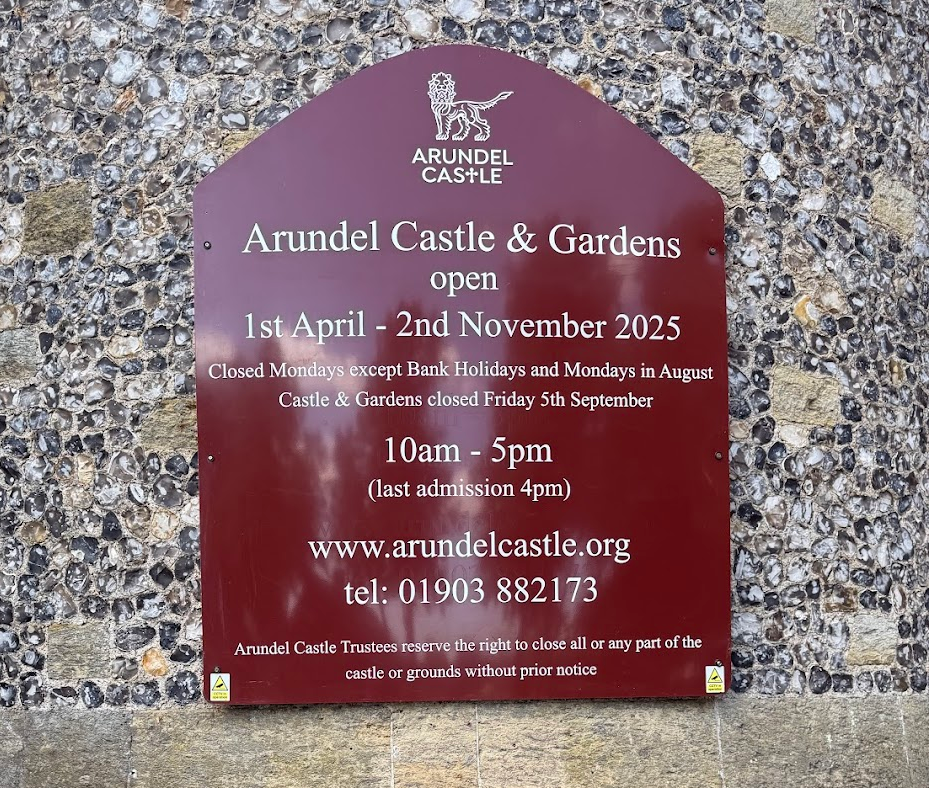 ARUNDEL
CASTLE
Arundel Castle & Gardens
open
1st April - 2nd November 2025
Closed Mondays except Bank Holidays and Mondays in August
Castle & Gardens closed Friday 5th September
10am - 5pm
(last admission 4pm)
www.arundelcastle.org
tel: 01903 882173
Arundel Castle Trustees reserve the right to close all or any part of the
castle or grounds without prior notice